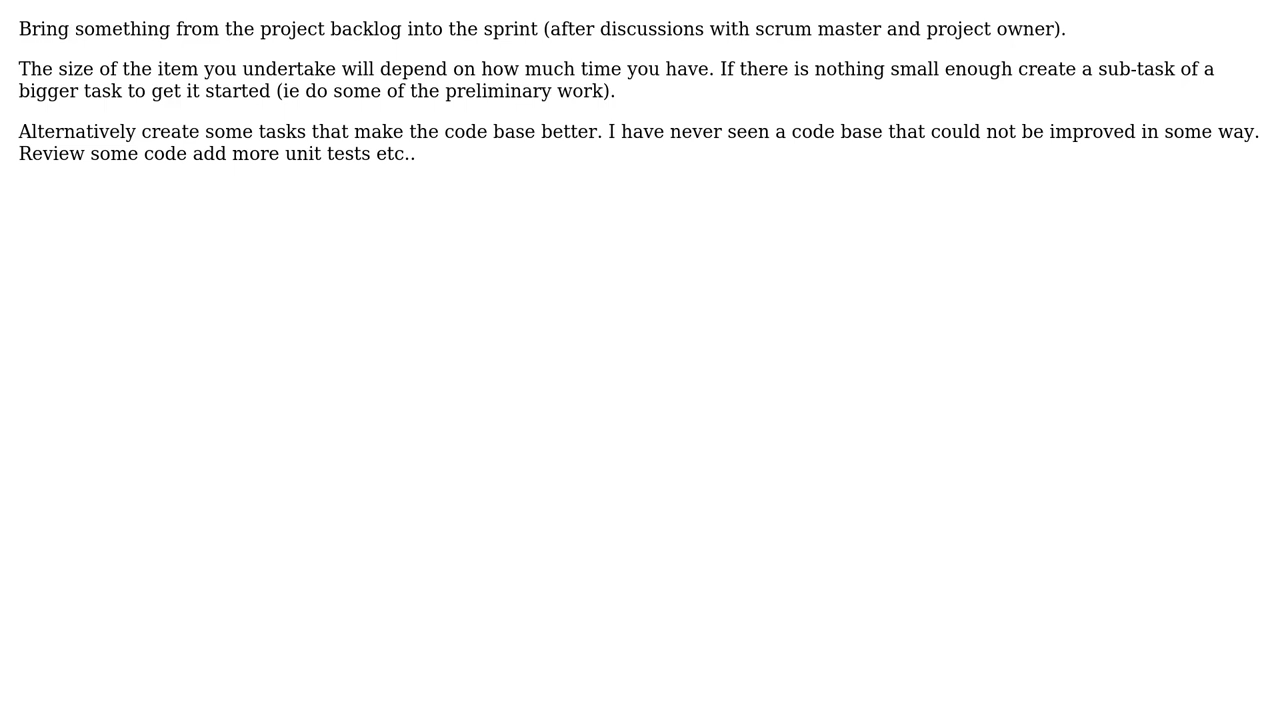 Bring something from the project backlog into the sprint (after discussions with scrum master and project owner).
The size of the item you undertake will depend on how much time you have. If there is nothing small enough create a sub-task of a
bigger task to get it started (ie do some of the preliminary work).
Alternatively create some tasks that make the code base better. I have never seen a code base that could not be improved in some way.
Review some code add more unit tests etc..